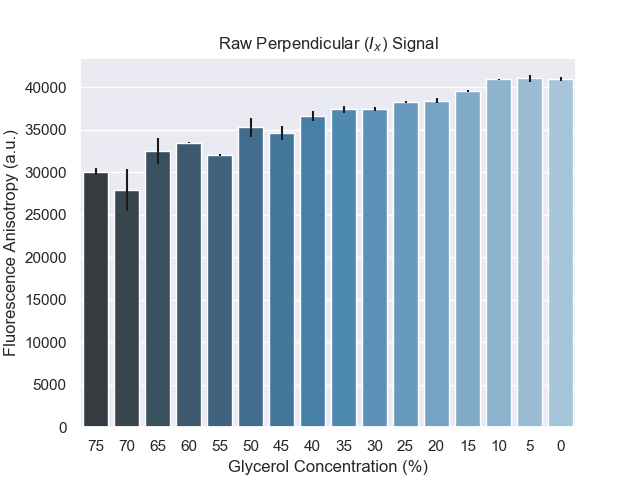 Raw Perpendicular (Iₓ) Signal
40000
35000
30000
25000
20000
15000
10000
5000
0
Fluorescence Anisotropy (a.u.)
75 70 65 60 55 50 45 40 35 30 25 20 15 10 5 0
Glycerol Concentration (%)